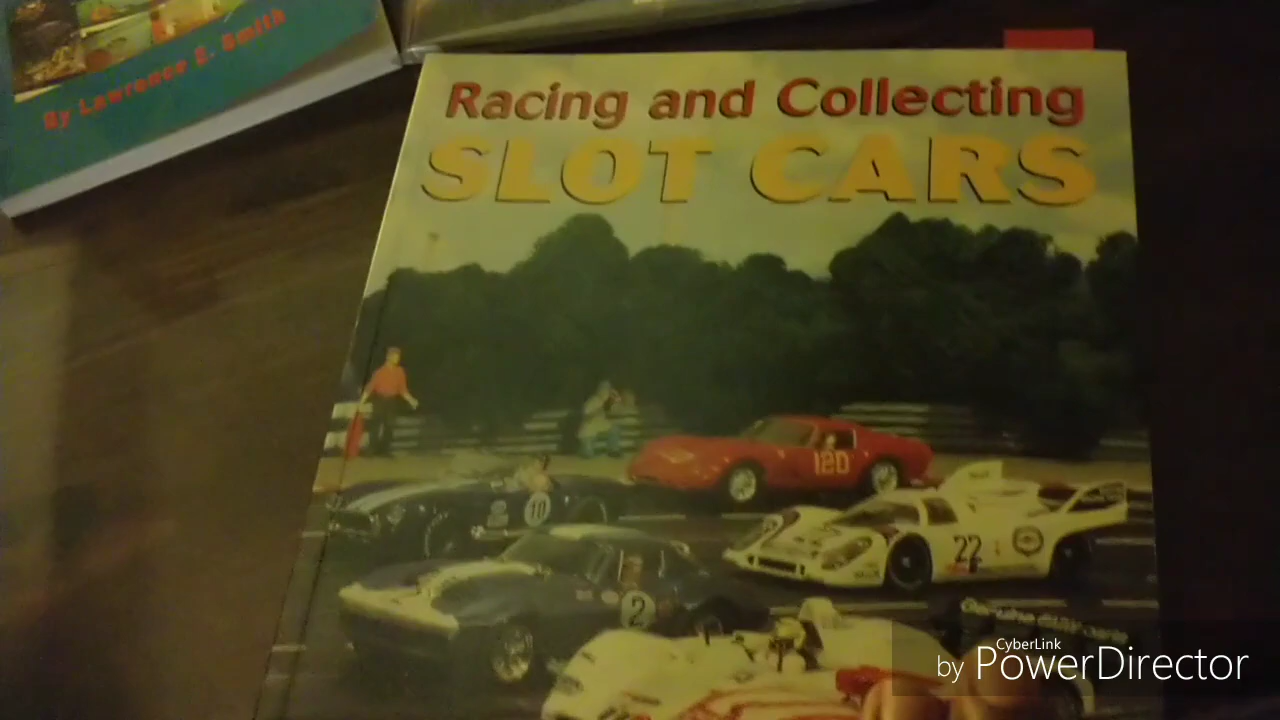 By Lawrence E. Smith
Racing and Collecting
SLOT CARS
120
10
22
2
CyberLink
by PowerDirector